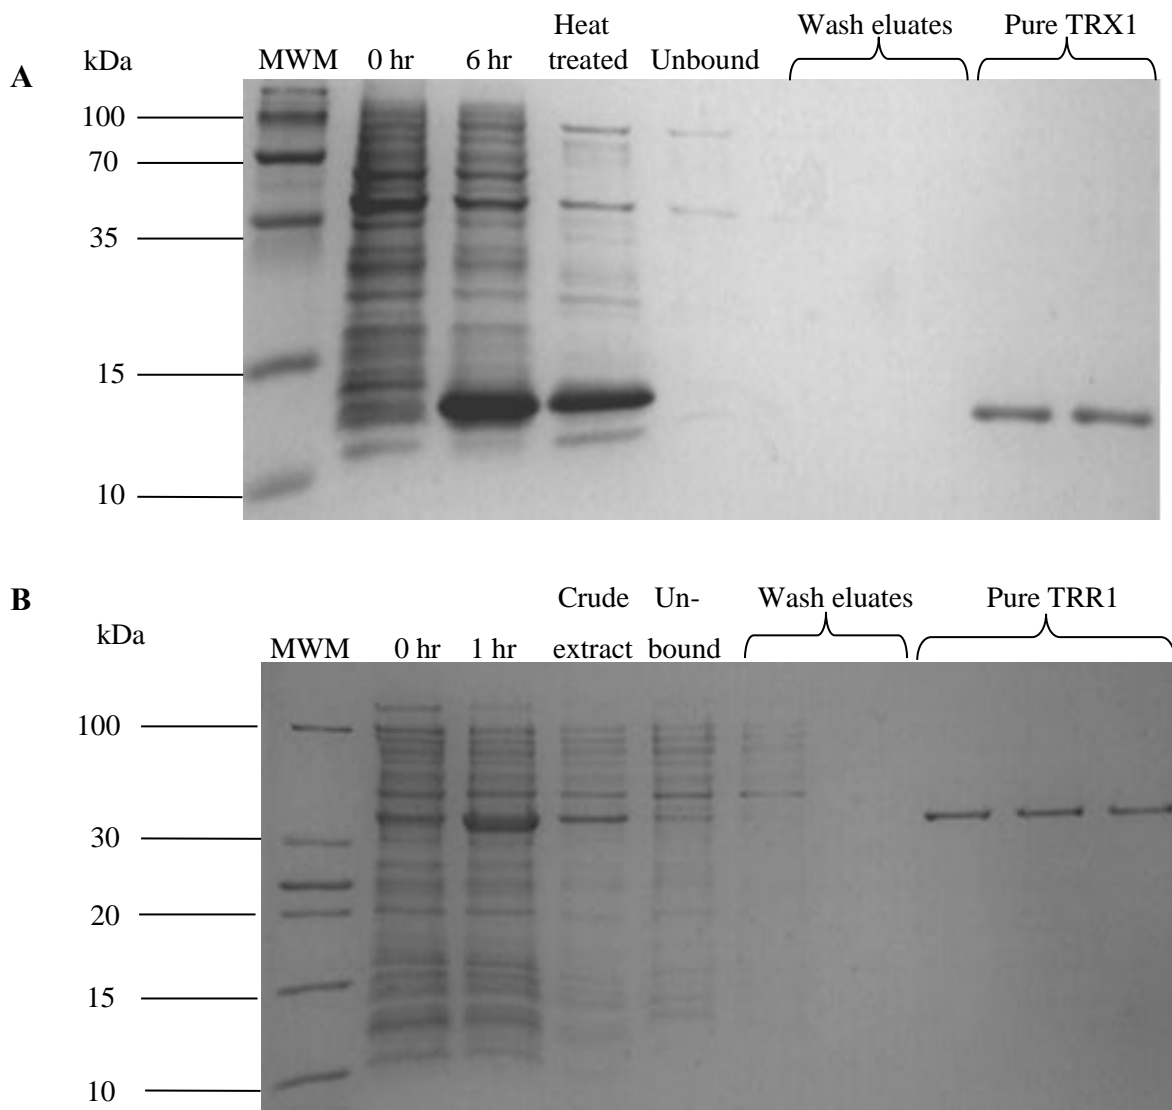 A
kDa
MWM 0 hr 6 hr Heat treated Unbound Wash eluates Pure TRX1
100
70
35
15
10
B
kDa
MWM 0 hr 1 hr Crude extract Un-bound Wash eluates Pure TRR1
100
30
20
15
10